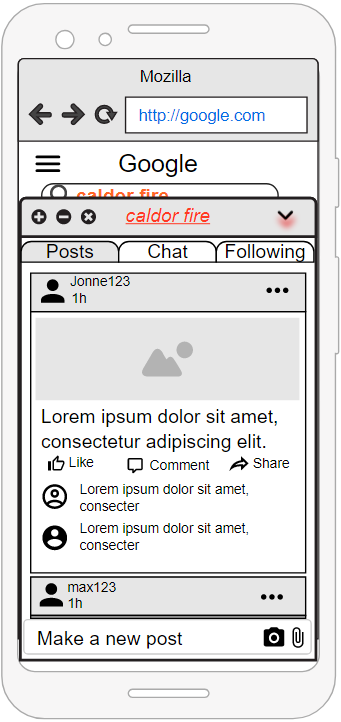 Mozilla
http://google.com
Google
caldor fire
caldor fire
Posts
Chat
Following
Jonne123
1h
Lorem ipsum dolor sit amet,
consectetur adipiscing elit.
Like
Comment
Share
Lorem ipsum dolor sit amet,
consecter
Lorem ipsum dolor sit amet,
consecter
max123
1h
Make a new post